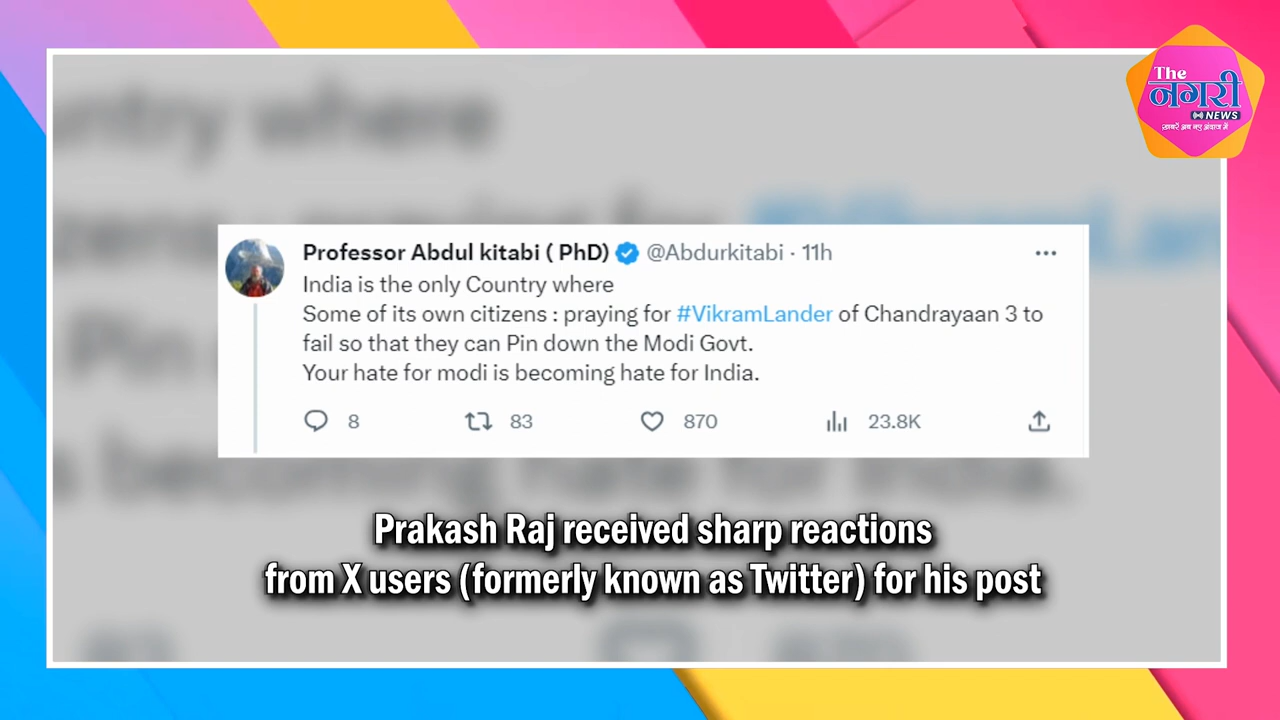 The
नगरी
NEWS
ख़बरें अब नए अंदाज में
Professor Abdul kitabi ( PhD) @Abdurkitabi · 11h
India is the only Country where
Some of its own citizens : praying for #VikramLander of Chandrayaan 3 to
fail so that they can Pin down the Modi Govt.
Your hate for modi is becoming hate for India.
8 83 870 23.8K
Prakash Raj received sharp reactions
from X users (formerly known as Twitter) for his post